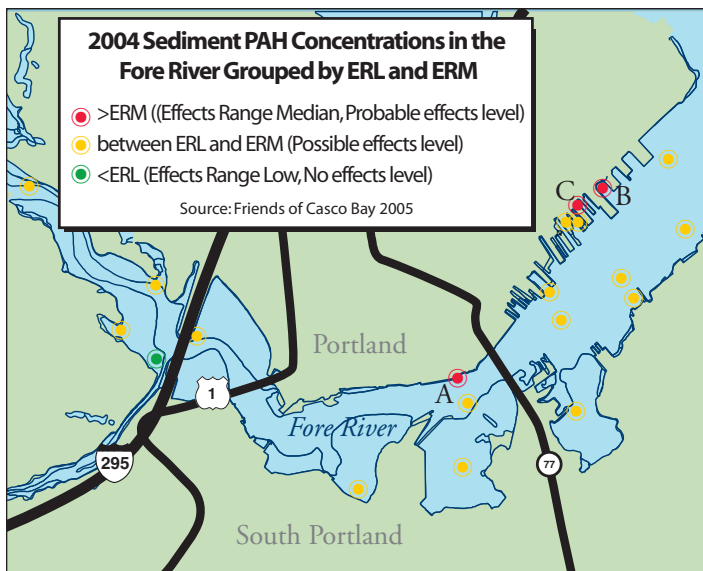 2004 Sediment PAH Concentrations in the
Fore River Grouped by ERL and ERM
>ERM ((Effects Range Median, Probable effects level)
between ERL and ERM (Possible effects level)
<ERL (Effects Range Low, No effects level)
Source: Friends of Casco Bay 2005
C
B
Portland
A
1
Fore River
295
77
South Portland